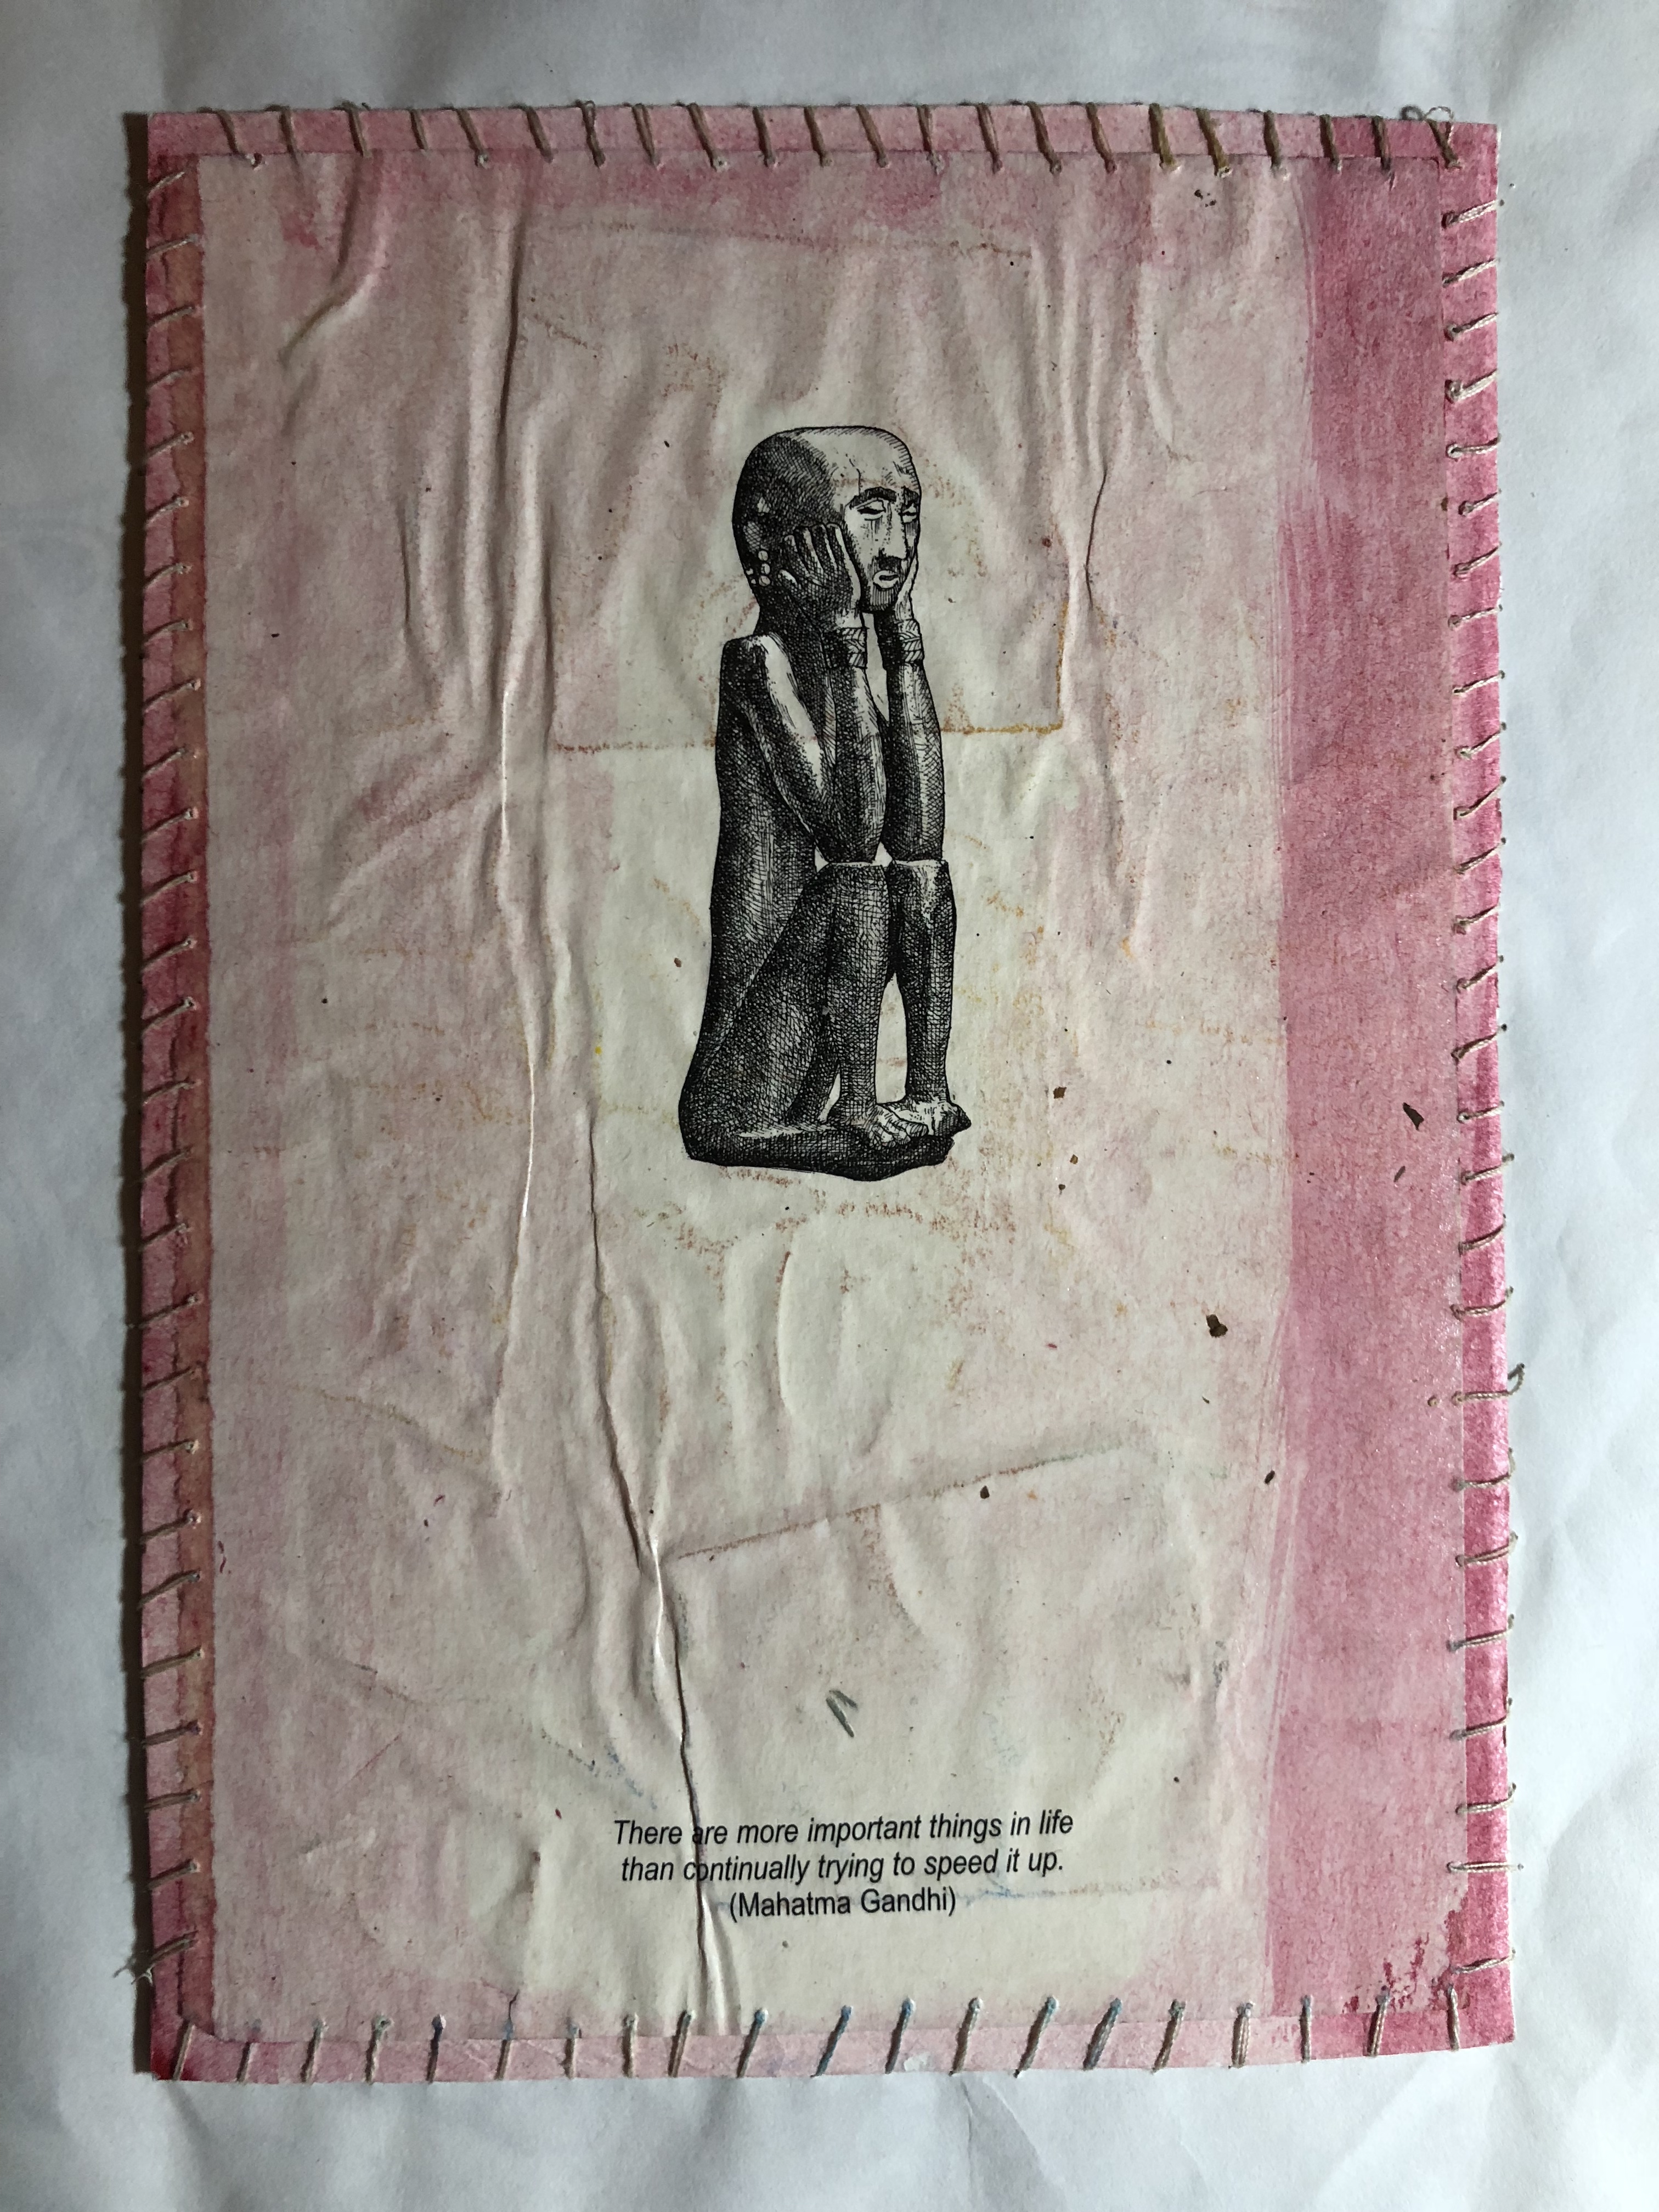 There are more important things in life
than continually trying to speed it up.
(Mahatma Gandhi)